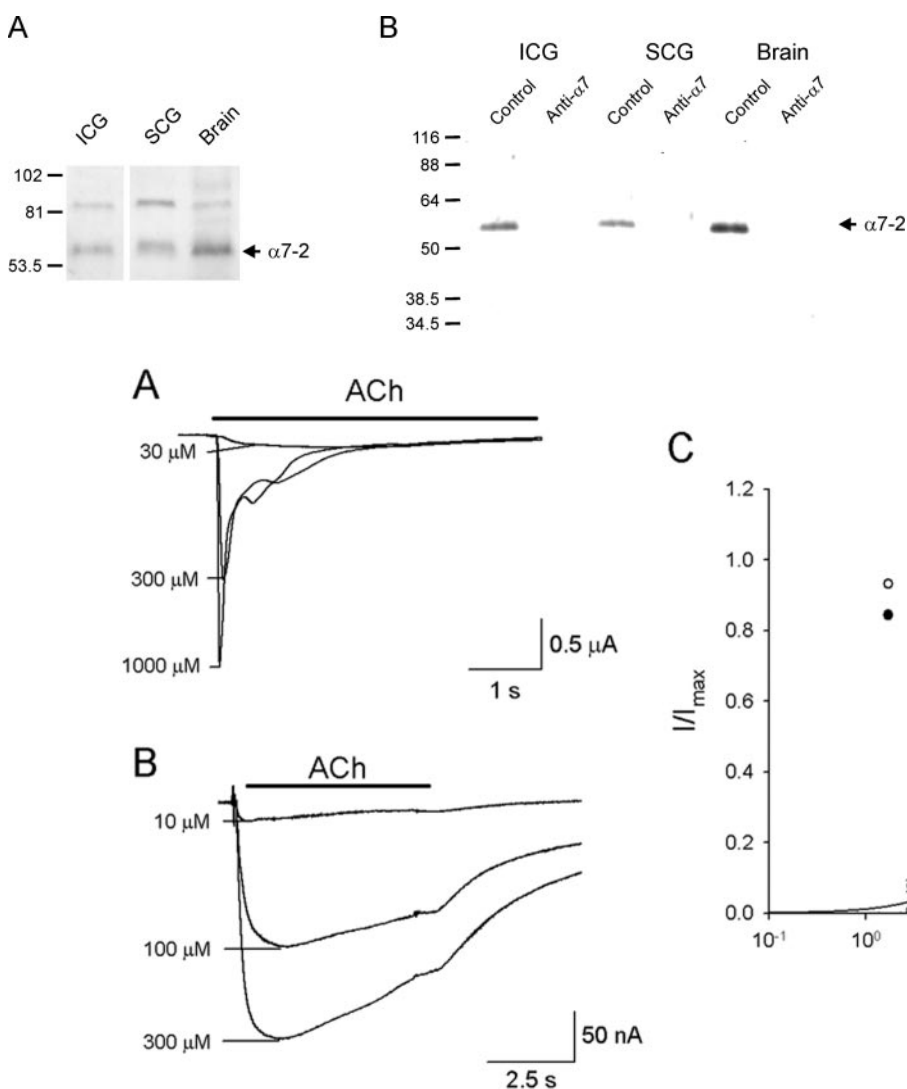 A
ICG
SCG
Brain
102
81
53.5
α7-2
B
ICG
SCG
Brain
Control
Anti-α7
Control
Anti-α7
Control
Anti-α7
116
88
64
50
38.5
34.5
α7-2
A
ACh
30 μM
300 μM
1000 μM
0.5 μA
1 s
B
ACh
10 μM
100 μM
300 μM
50 nA
2.5 s
C
1.2
1.0
0.8
0.6
0.4
0.2
0.0
I/Imax
10⁻¹
10⁰